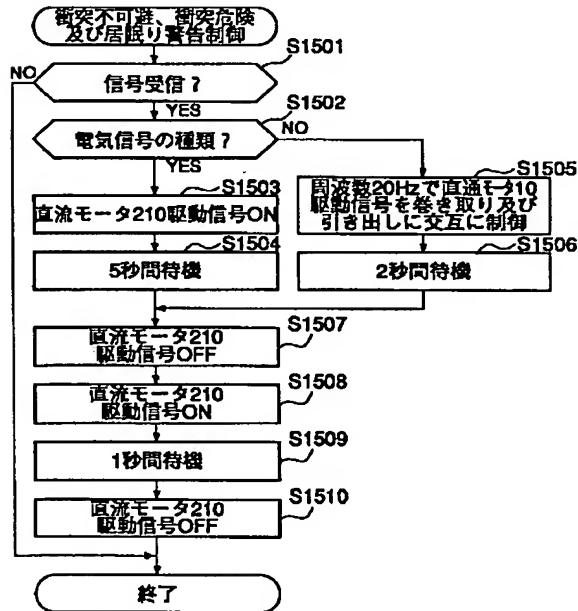 衝突不可避、衝突危険
及び居眠り警告制御
S1501
NO
信号受信?
YES
S1502
電気信号の種類?
NO
YES
S1503
直流モータ210駆動信号ON
S1504
5秒間待機
S1505
周波数20Hzで直通モータ10
駆動信号を巻き取り及び
引き出しに交互に制御
S1506
2秒間待機
S1507
直流モータ210
駆動信号OFF
S1508
直流モータ210
駆動信号ON
S1509
1秒間待機
S1510
直流モータ210
駆動信号OFF
終了